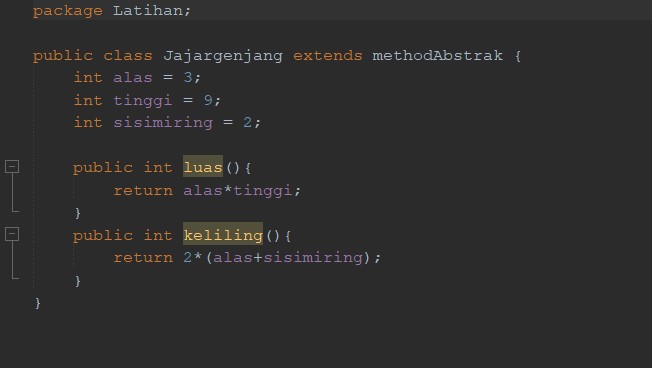 package Latihan;
public class Jajargenjang extends methodAbstrak {
int alas = 3;
int tinggi = 9;
int sisimiring = 2;
public int luas(){
return alas*tinggi;
}
public int keliling(){
return 2*(alas+sisimiring);
}
}